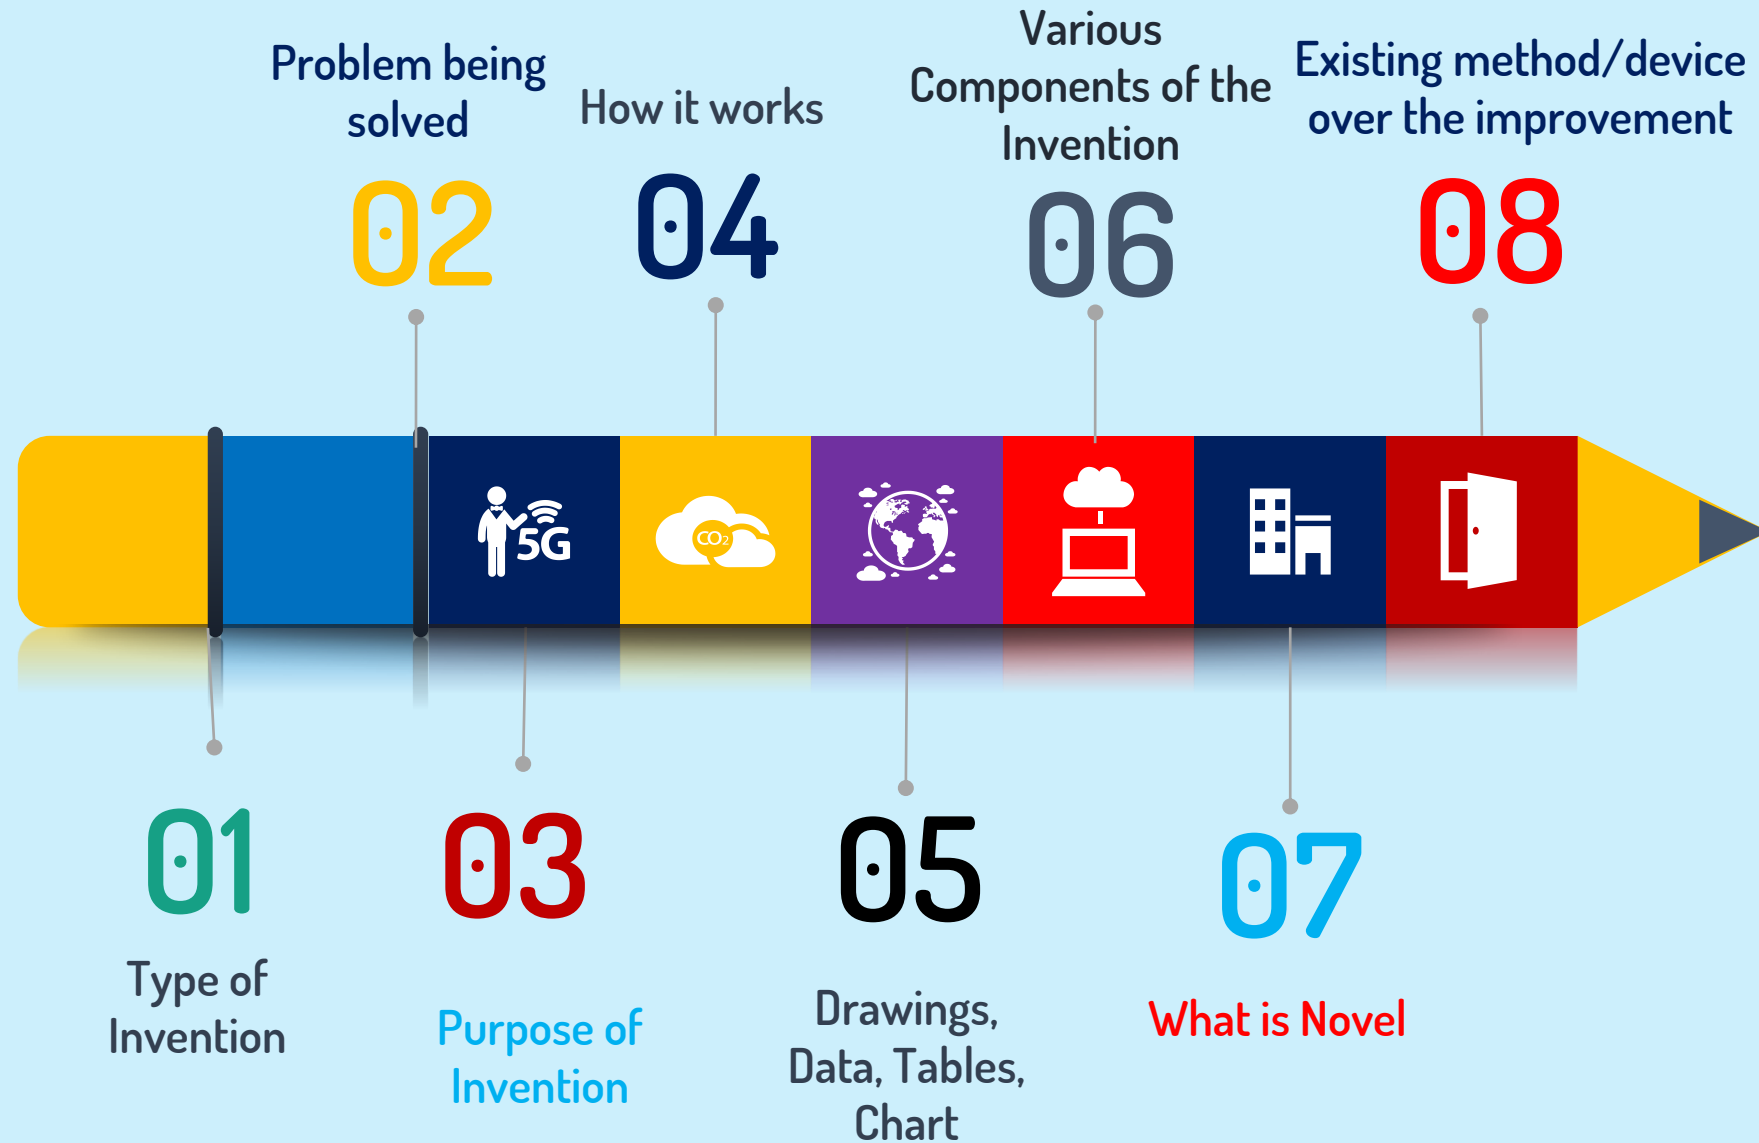 Problem being
solved
02
How it works
04
Various
Components of the
Invention
06
Existing method/device
over the improvement
08
5G
CO₂
01
Type of
Invention
03
Purpose of
Invention
05
Drawings,
Data, Tables,
Chart
07
What is Novel